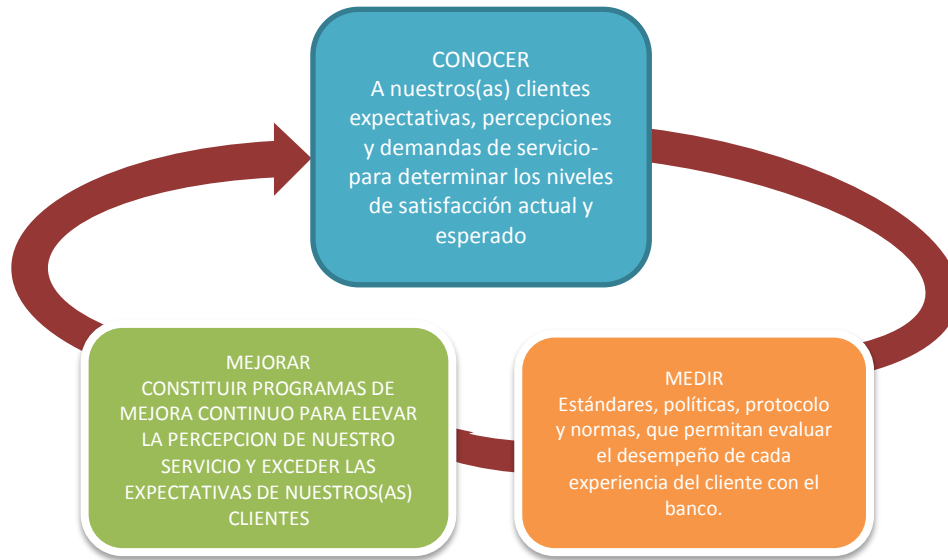 CONOCER
A nuestros(as) clientes
expectativas, percepciones
y demandas de servicio-
para determinar los niveles
de satisfacción actual y
esperado
MEJORAR
CONSTITUIR PROGRAMAS DE
MEJORA CONTINUO PARA ELEVAR
LA PERCEPCION DE NUESTRO
SERVICIO Y EXCEDER LAS
EXPECTATIVAS DE NUESTROS(AS)
CLIENTES
MEDIR
Estándares, políticas, protocolo
y normas, que permitan evaluar
el desempeño de cada
experiencia del cliente con el
banco.